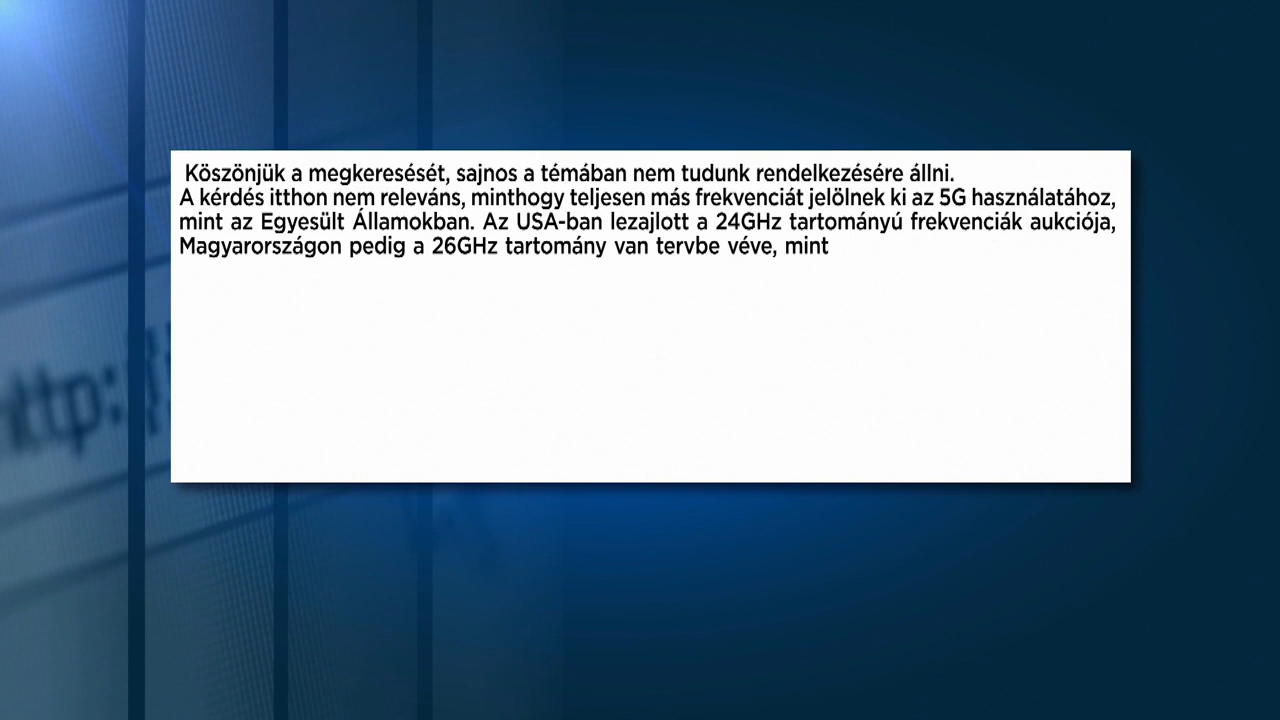 Köszönjük a megkeresését, sajnos a témában nem tudunk rendelkezésére állni.
A kérdés itthon nem releváns, minthogy teljesen más frekvenciát jelölnek ki az 5G használatához,
mint az Egyesült Államokban. Az USA-ban lezajlott a 24GHz tartományú frekvenciák aukciója,
Magyarországon pedig a 26GHz tartomány van tervbe véve, mint
http: